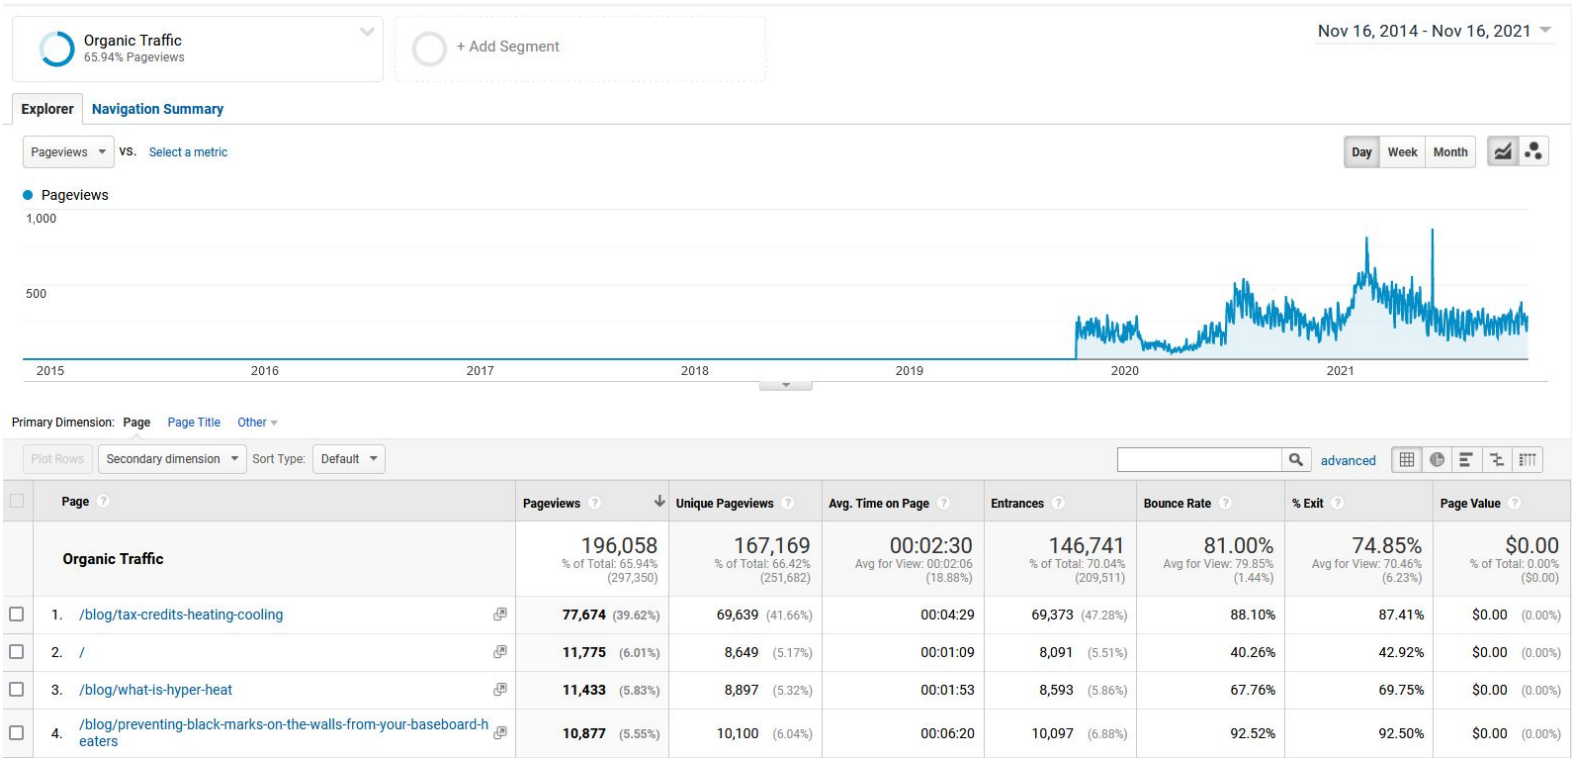 Organic Traffic
65.94% Pageviews
+ Add Segment
Nov 16, 2014 - Nov 16, 2021
Explorer
Navigation Summary
Pageviews
VS.
Select a metric
Day
Week
Month
Pageviews
1,000
500
2015
2016
2017
2018
2019
2020
2021
Primary Dimension: Page Page Title Other
Plot Rows
Secondary dimension
Sort Type:
Default
advanced
Page ? Pageviews ? Unique Pageviews ? Avg. Time on Page ? Entrances ? Bounce Rate ? % Exit ? Page Value ?
Organic Traffic
196,058
% of Total: 65.94%
(297,350)
167,169
% of Total: 66.42%
(251,682)
00:02:30
Avg for View: 00:02:06
(18.88%)
146,741
% of Total: 70.04%
(209,511)
81.00%
Avg for View: 79.85%
(1.44%)
74.85%
Avg for View: 70.46%
(6.23%)
$0.00
% of Total: 0.00%
($0.00)
1. /blog/tax-credits-heating-cooling 77,674 (39.62%) 69,639 (41.66%) 00:04:29 69,373 (47.28%) 88.10% 87.41% $0.00 (0.00%)
2. / 11,775 (6.01%) 8,649 (5.17%) 00:01:09 8,091 (5.51%) 40.26% 42.92% $0.00 (0.00%)
3. /blog/what-is-hyper-heat 11,433 (5.83%) 8,897 (5.32%) 00:01:53 8,593 (5.86%) 67.76% 69.75% $0.00 (0.00%)
4. /blog/preventing-black-marks-on-the-walls-from-your-baseboard-h
eaters 10,877 (5.55%) 10,100 (6.04%) 00:06:20 10,097 (6.88%) 92.52% 92.50% $0.00 (0.00%)